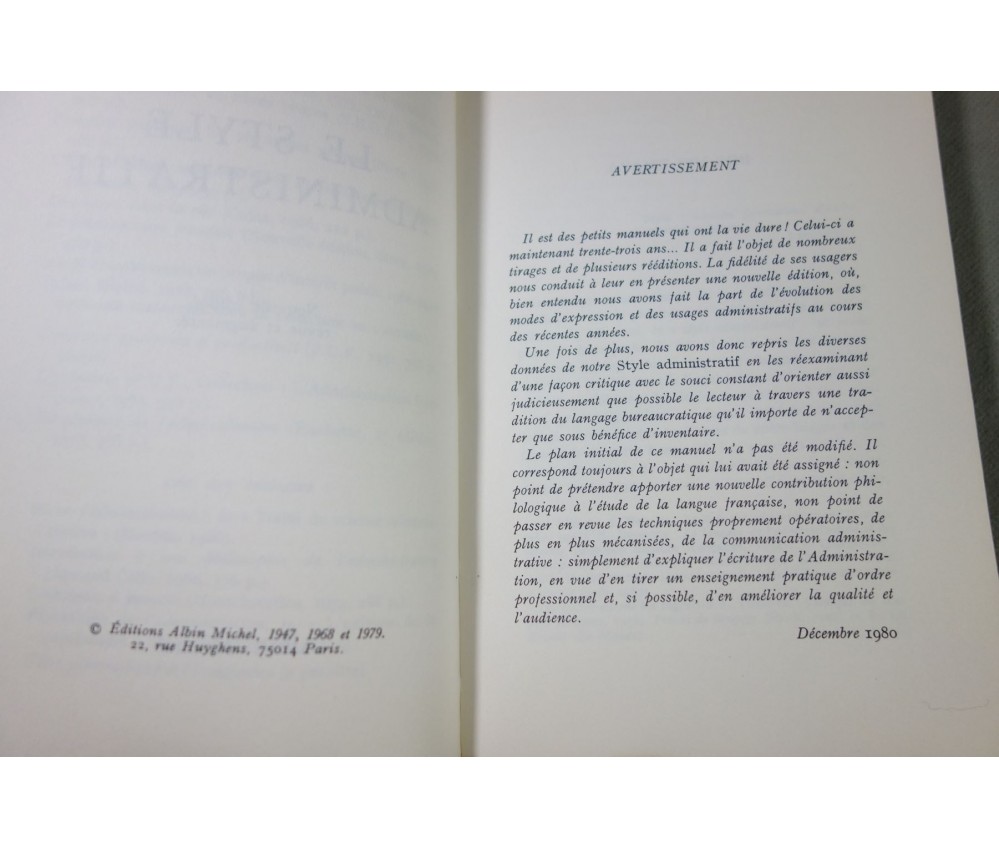 © Éditions Albin Michel, 1947, 1968 et 1979.
22, rue Huyghens, 75014 Paris.
AVERTISSEMENT
Il est des petits manuels qui ont la vie dure ! Celui-ci a
maintenant trente-trois ans... Il a fait l'objet de nombreux
tirages et de plusieurs rééditions. La fidélité de ses usagers
nous conduit à leur en présenter une nouvelle édition, où,
bien entendu nous avons fait la part de l'évolution des
modes d'expression et des usages administratifs au cours
des récentes années.
Une fois de plus, nous avons donc repris les diverses
données de notre Style administratif en les réexaminant
d'une façon critique avec le souci constant d'orienter aussi
judicieusement que possible le lecteur à travers une tra-
dition du langage bureaucratique qu'il importe de n'accep-
ter que sous bénéfice d'inventaire.
Le plan initial de ce manuel n'a pas été modifié. Il
correspond toujours à l'objet qui lui avait été assigné : non
point de prétendre apporter une nouvelle contribution phi-
lologique à l'étude de la langue française, non point de
passer en revue les techniques proprement opératoires, de
plus en plus mécanisées, de la communication adminis-
trative : simplement d'expliquer l'écriture de l'Administra-
tion, en vue d'en tirer un enseignement pratique d'ordre
professionnel et, si possible, d'en améliorer la qualité et
l'audience.
Décembre 1980